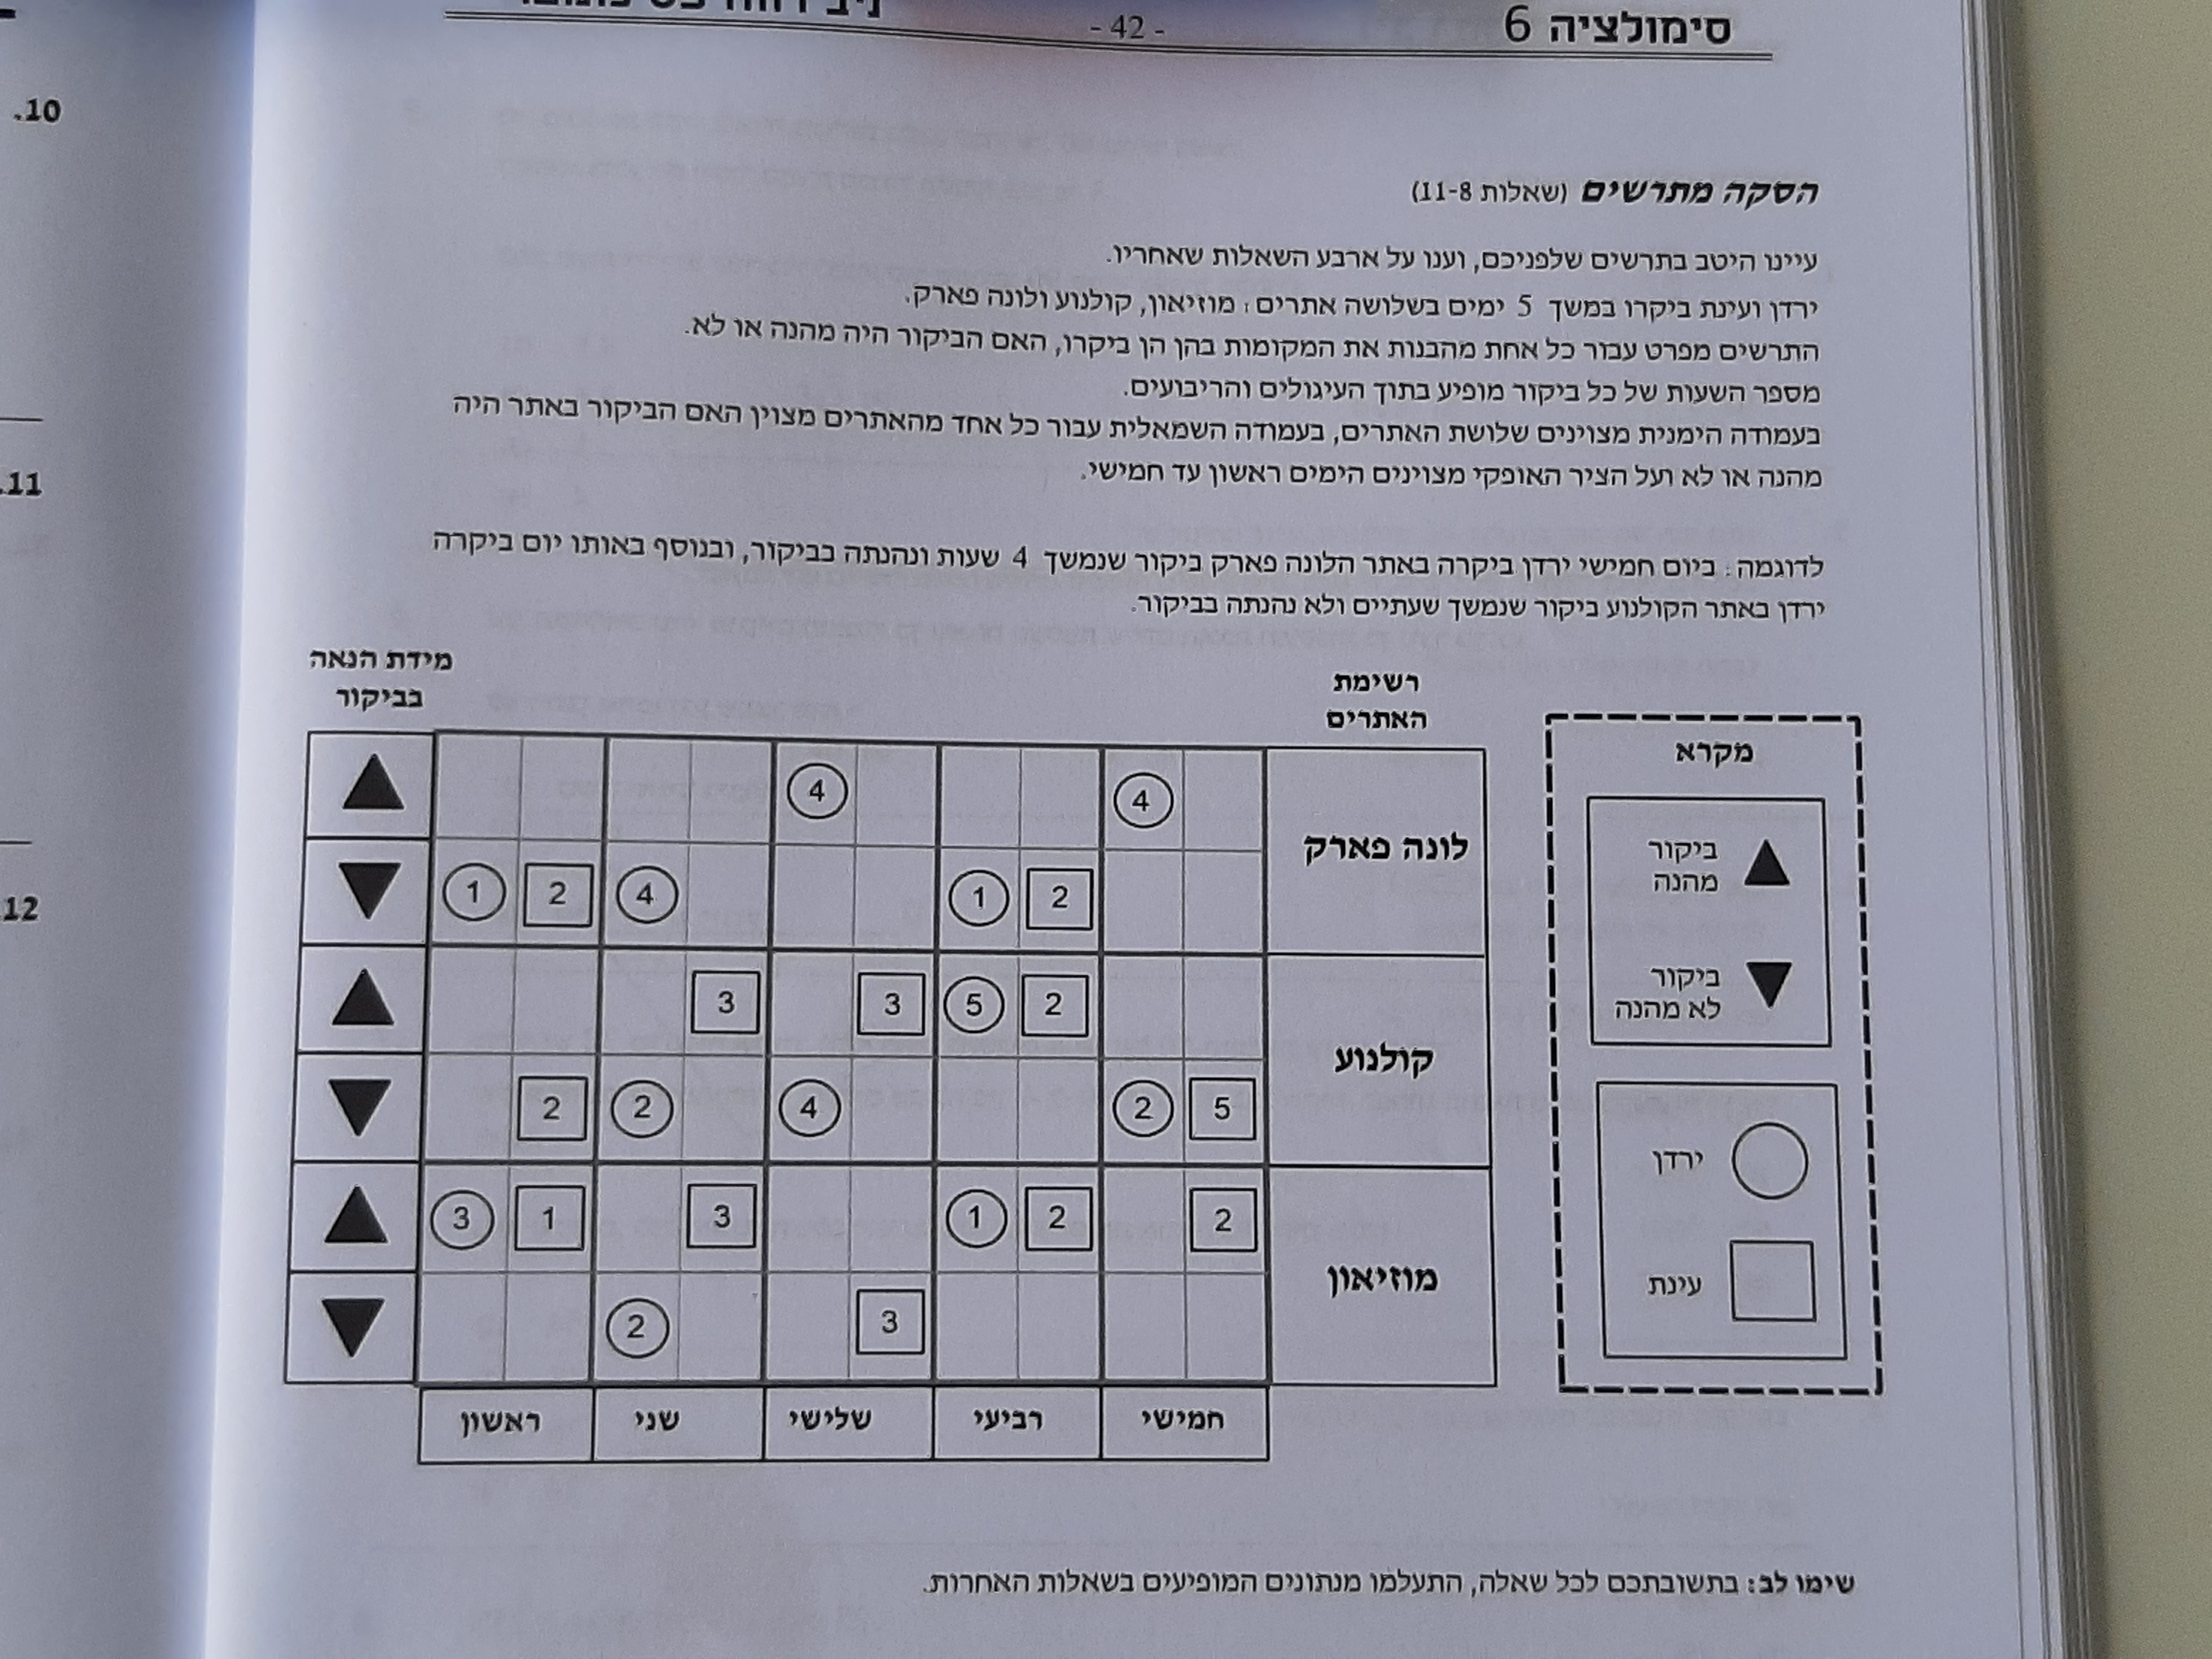 סימולציה 6
- 42 -
הסקה מתרשים (שאלות 11-8)
עיינו היטב בתרשים שלפניכם, וענו על ארבע השאלות שאחריו.
ירדן ועינת ביקרו במשך 5 ימים בשלושה אתרים: מוזיאון, קולנוע ולונה פארק.
התרשים מפרט עבור כל אחת מהבנות את המקומות בהן הן ביקרו, האם הביקור היה מהנה או לא.
מספר השעות של כל ביקור מופיע בתוך העיגולים והריבועים.
בעמודה הימנית מצוינים שלושת האתרים, בעמודה השמאלית עבור כל אחד מהאתרים מצוין האם הביקור באתר היה
מהנה או לא ועל הציר האופקי מצוינים הימים ראשון עד חמישי.
לדוגמה: ביום חמישי ירדן ביקרה באתר הלונה פארק ביקור שנמשך 4 שעות ונהנתה בביקור, ובנוסף באותו יום ביקרה
ירדן באתר הקולנוע ביקור שנמשך שעתיים ולא נהנתה בביקור.
מקרא
ביקור
מהנה
ביקור
לא מהנה
ירדן
עינת
רשימת
האתרים
מידת הנאה
בביקור
לונה פארק
4 4
1 2 4 1 2
קולנוע
3 3 5 2
2 2 4 2 5
מוזיאון
3 1 3 1 2 2
2 3
ראשון שני שלישי רביעי חמישי
שימו לב: בתשובתכם לכל שאלה, התעלמו מנתונים המופיעים בשאלות האחרות.
.10
.11
.12